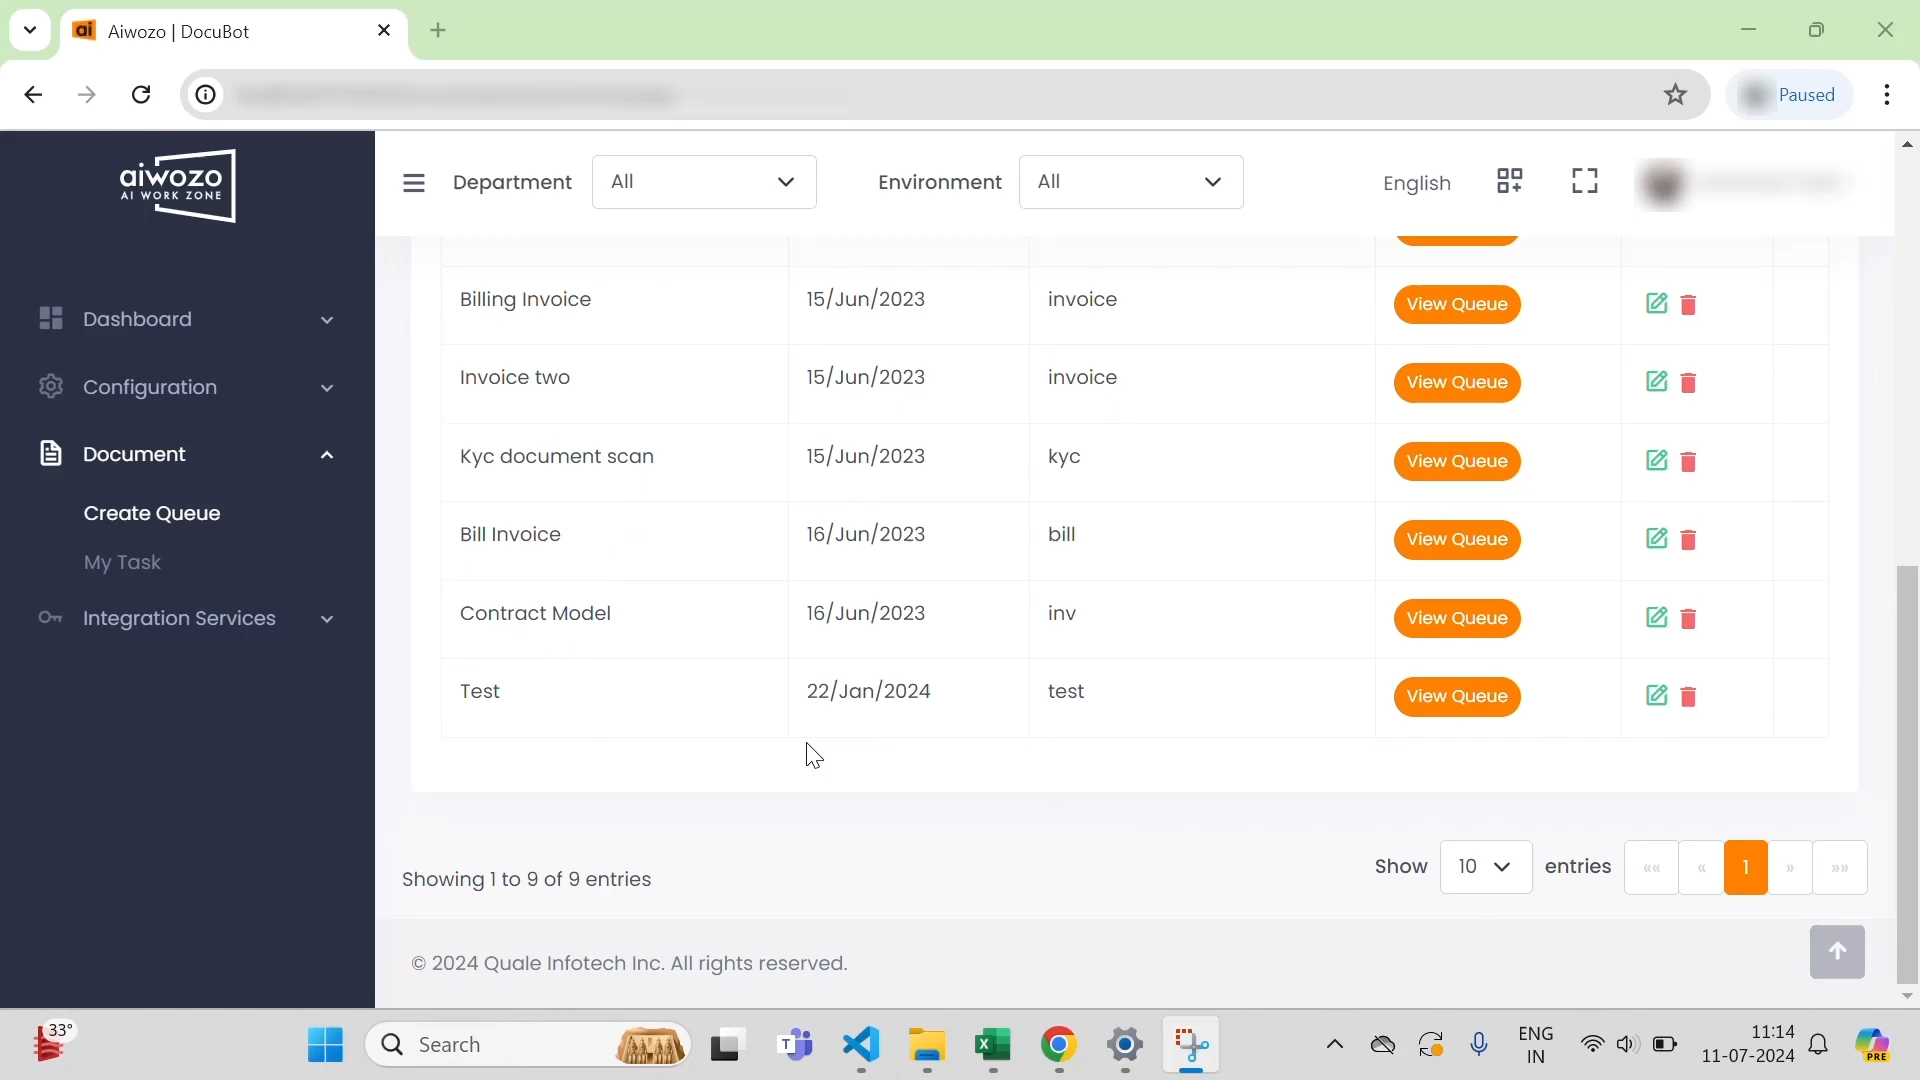 Aiwozo | DocuBot
Paused
aiwozo
AI WORK ZONE
Department All Environment All English
Dashboard
Configuration
Document
Create Queue
My Task
Integration Services
Billing Invoice 15/Jun/2023 invoice View Queue
Invoice two 15/Jun/2023 invoice View Queue
Kyc document scan 15/Jun/2023 kyc View Queue
Bill Invoice 16/Jun/2023 bill View Queue
Contract Model 16/Jun/2023 inv View Queue
Test 22/Jan/2024 test View Queue
Showing 1 to 9 of 9 entries Show 10 entries «« « 1 » »»
© 2024 Quale Infotech Inc. All rights reserved.
33°
Search
ENG
IN
11:14
11-07-2024
PRE